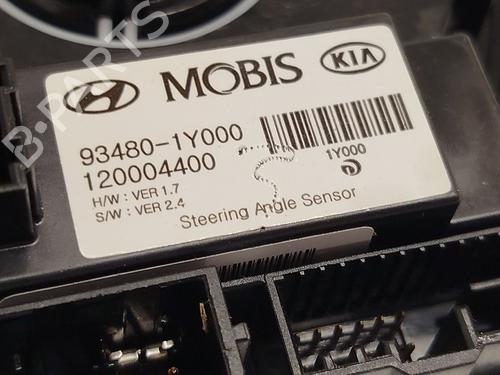 B-PARTS
MOBIS
KIA
93480-1Y000
120004400
H/W : VER 1.7
S/W : VER 2.4
1Y000
Steering Angle Sensor